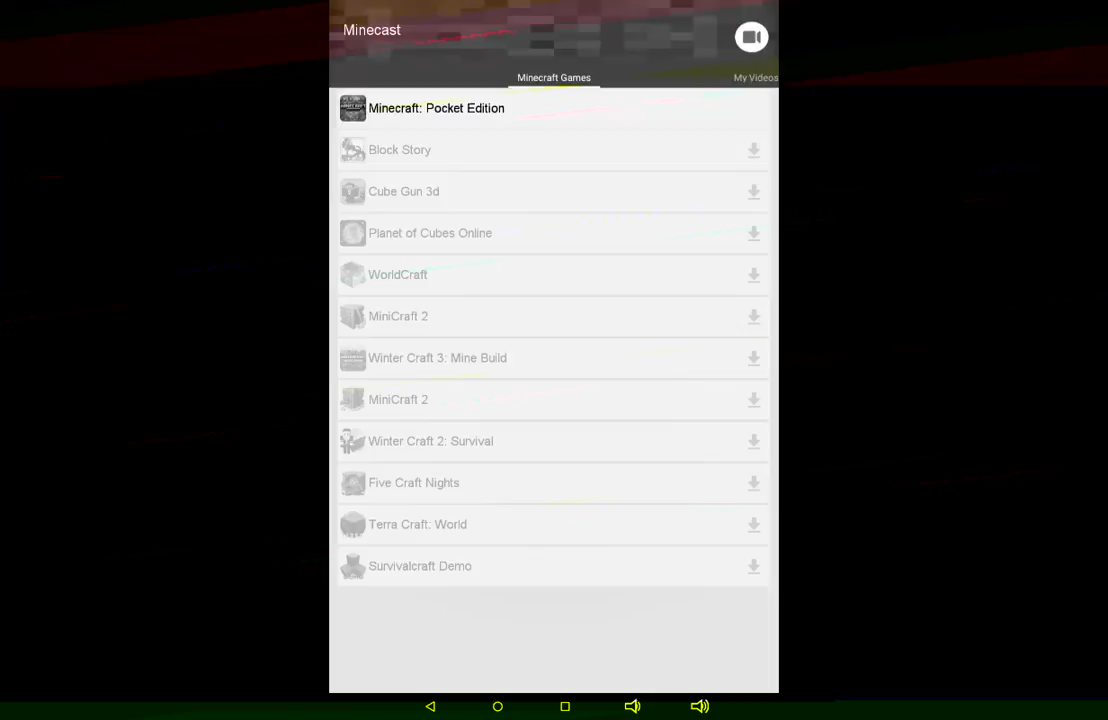 Minecast
Minecraft Games
My Videos
Minecraft: Pocket Edition
Block Story
Cube Gun 3d
Planet of Cubes Online
WorldCraft
MiniCraft 2
Winter Craft 3: Mine Build
MiniCraft 2
Winter Craft 2: Survival
Five Craft Nights
Terra Craft: World
Survivalcraft Demo